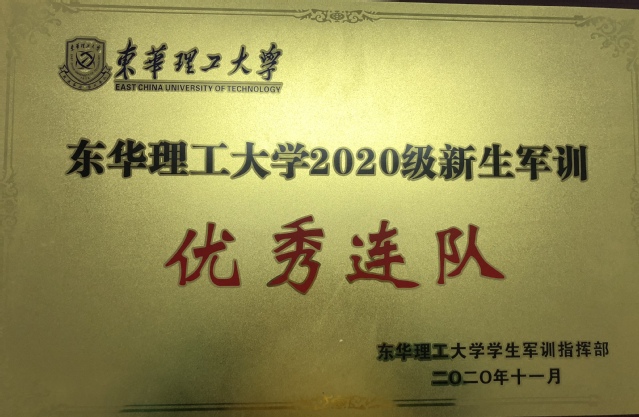 東華理工大学
EAST CHINA UNIVERSITY OF TECHNOLOGY
东华理工大学2020级新生军训
优秀连队
东华理工大学学生军训指挥部
二〇二〇年十一月